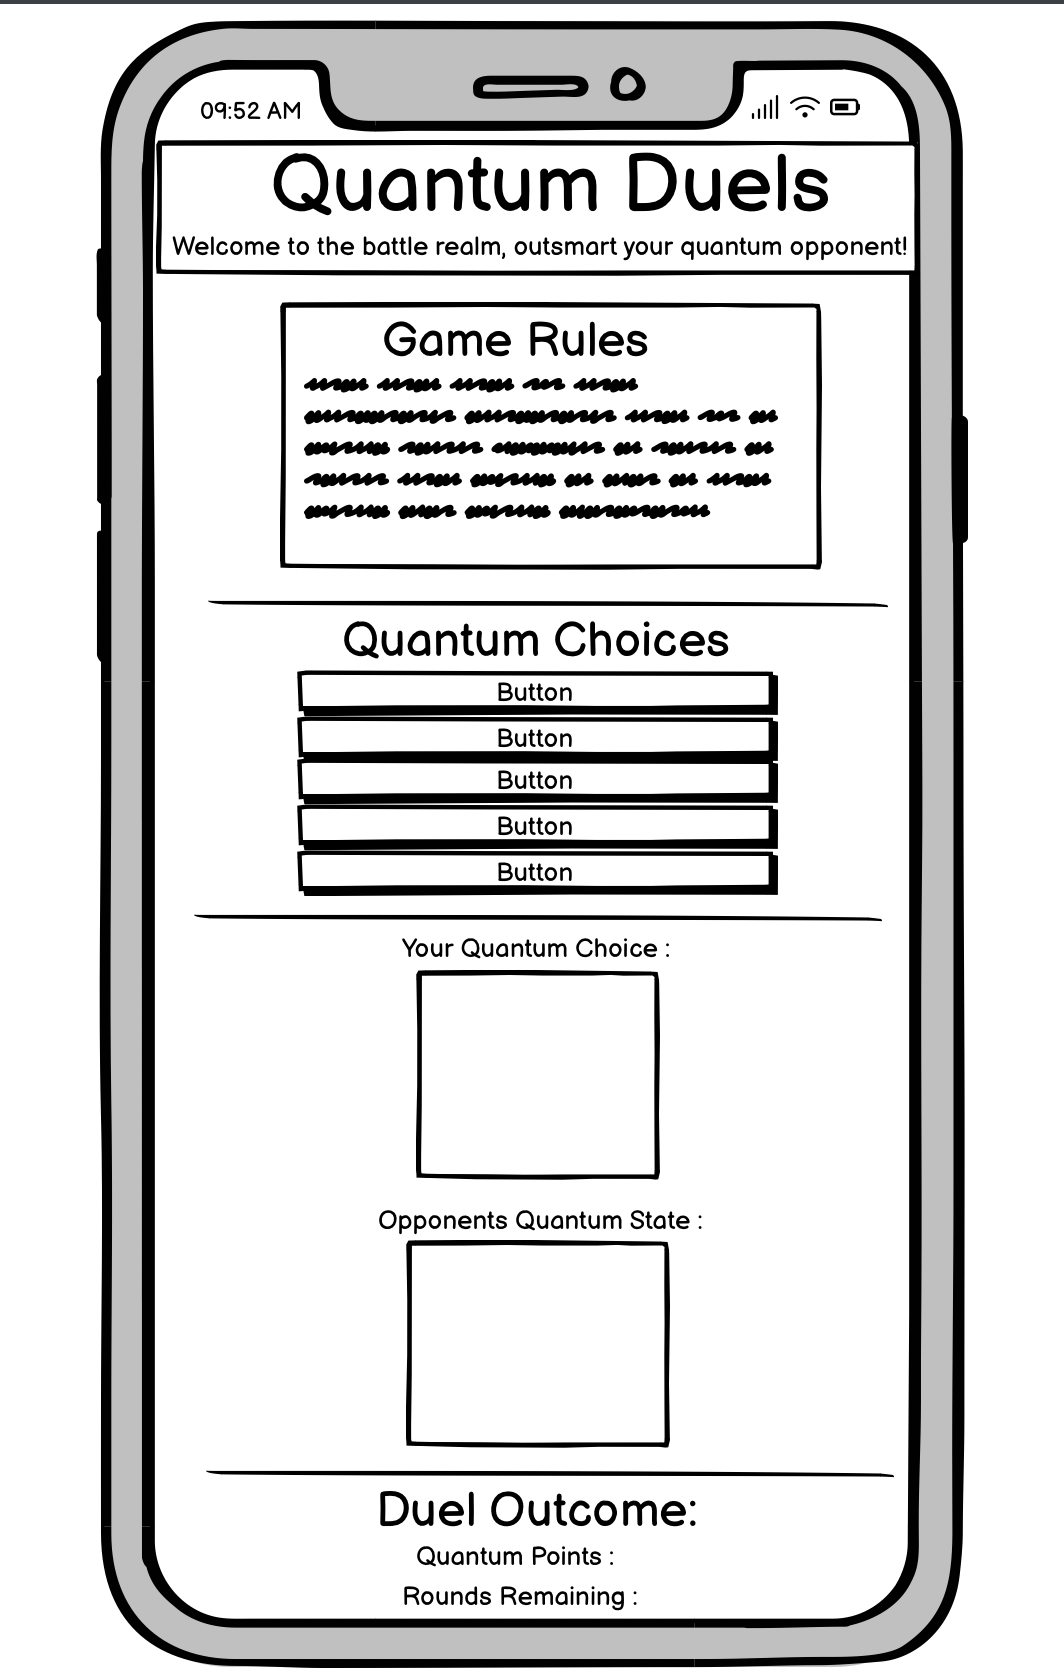 09:52 AM
Quantum Duels
Welcome to the battle realm, outsmart your quantum opponent!
Game Rules
Quantum Choices
Button
Button
Button
Button
Button
Your Quantum Choice :
Opponents Quantum State :
Duel Outcome:
Quantum Points :
Rounds Remaining :